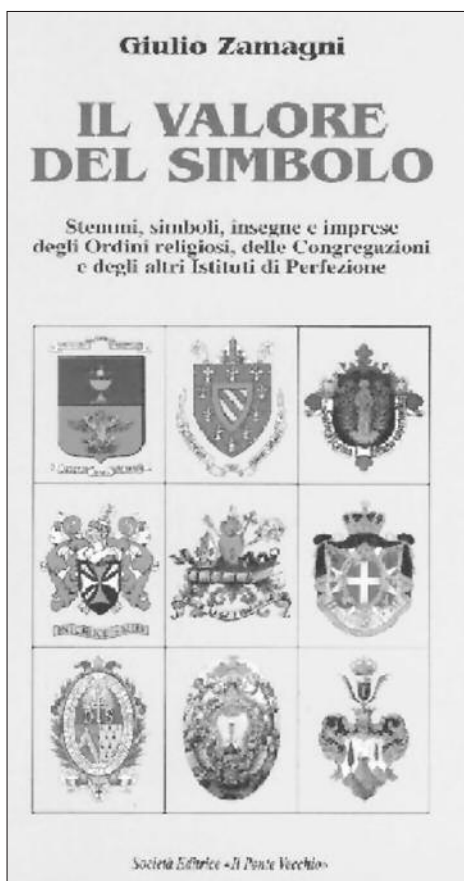 Giulio Zamagni
IL VALORE
DEL SIMBOLO
Stemmi, simboli, insegne e imprese
degli Ordini religiosi, delle Congregazioni
e degli altri Istituti di Perfezione
Società Editrice «Il Ponte Vecchio»